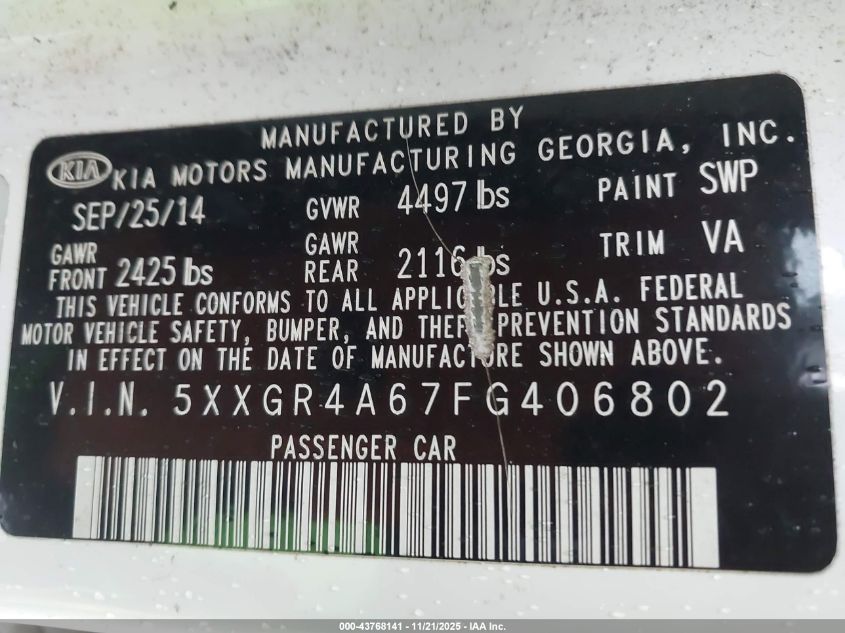 MANUFACTURED BY
KIA KIA MOTORS MANUFACTURING GEORGIA, INC.
SEP/25/14 GVWR 4497 lbs PAINT SWP
GAWR FRONT 2425 lbs GAWR REAR 2116 lbs TRIM VA
THIS VEHICLE CONFORMS TO ALL APPLICABLE U.S.A. FEDERAL
MOTOR VEHICLE SAFETY, BUMPER, AND THEFT PREVENTION STANDARDS
IN EFFECT ON THE DATE OF MANUFACTURE SHOWN ABOVE.
V.I.N. 5XXGR4A67FG406802
PASSENGER CAR
000-43768141 - 11/21/2025 - IAA Inc.